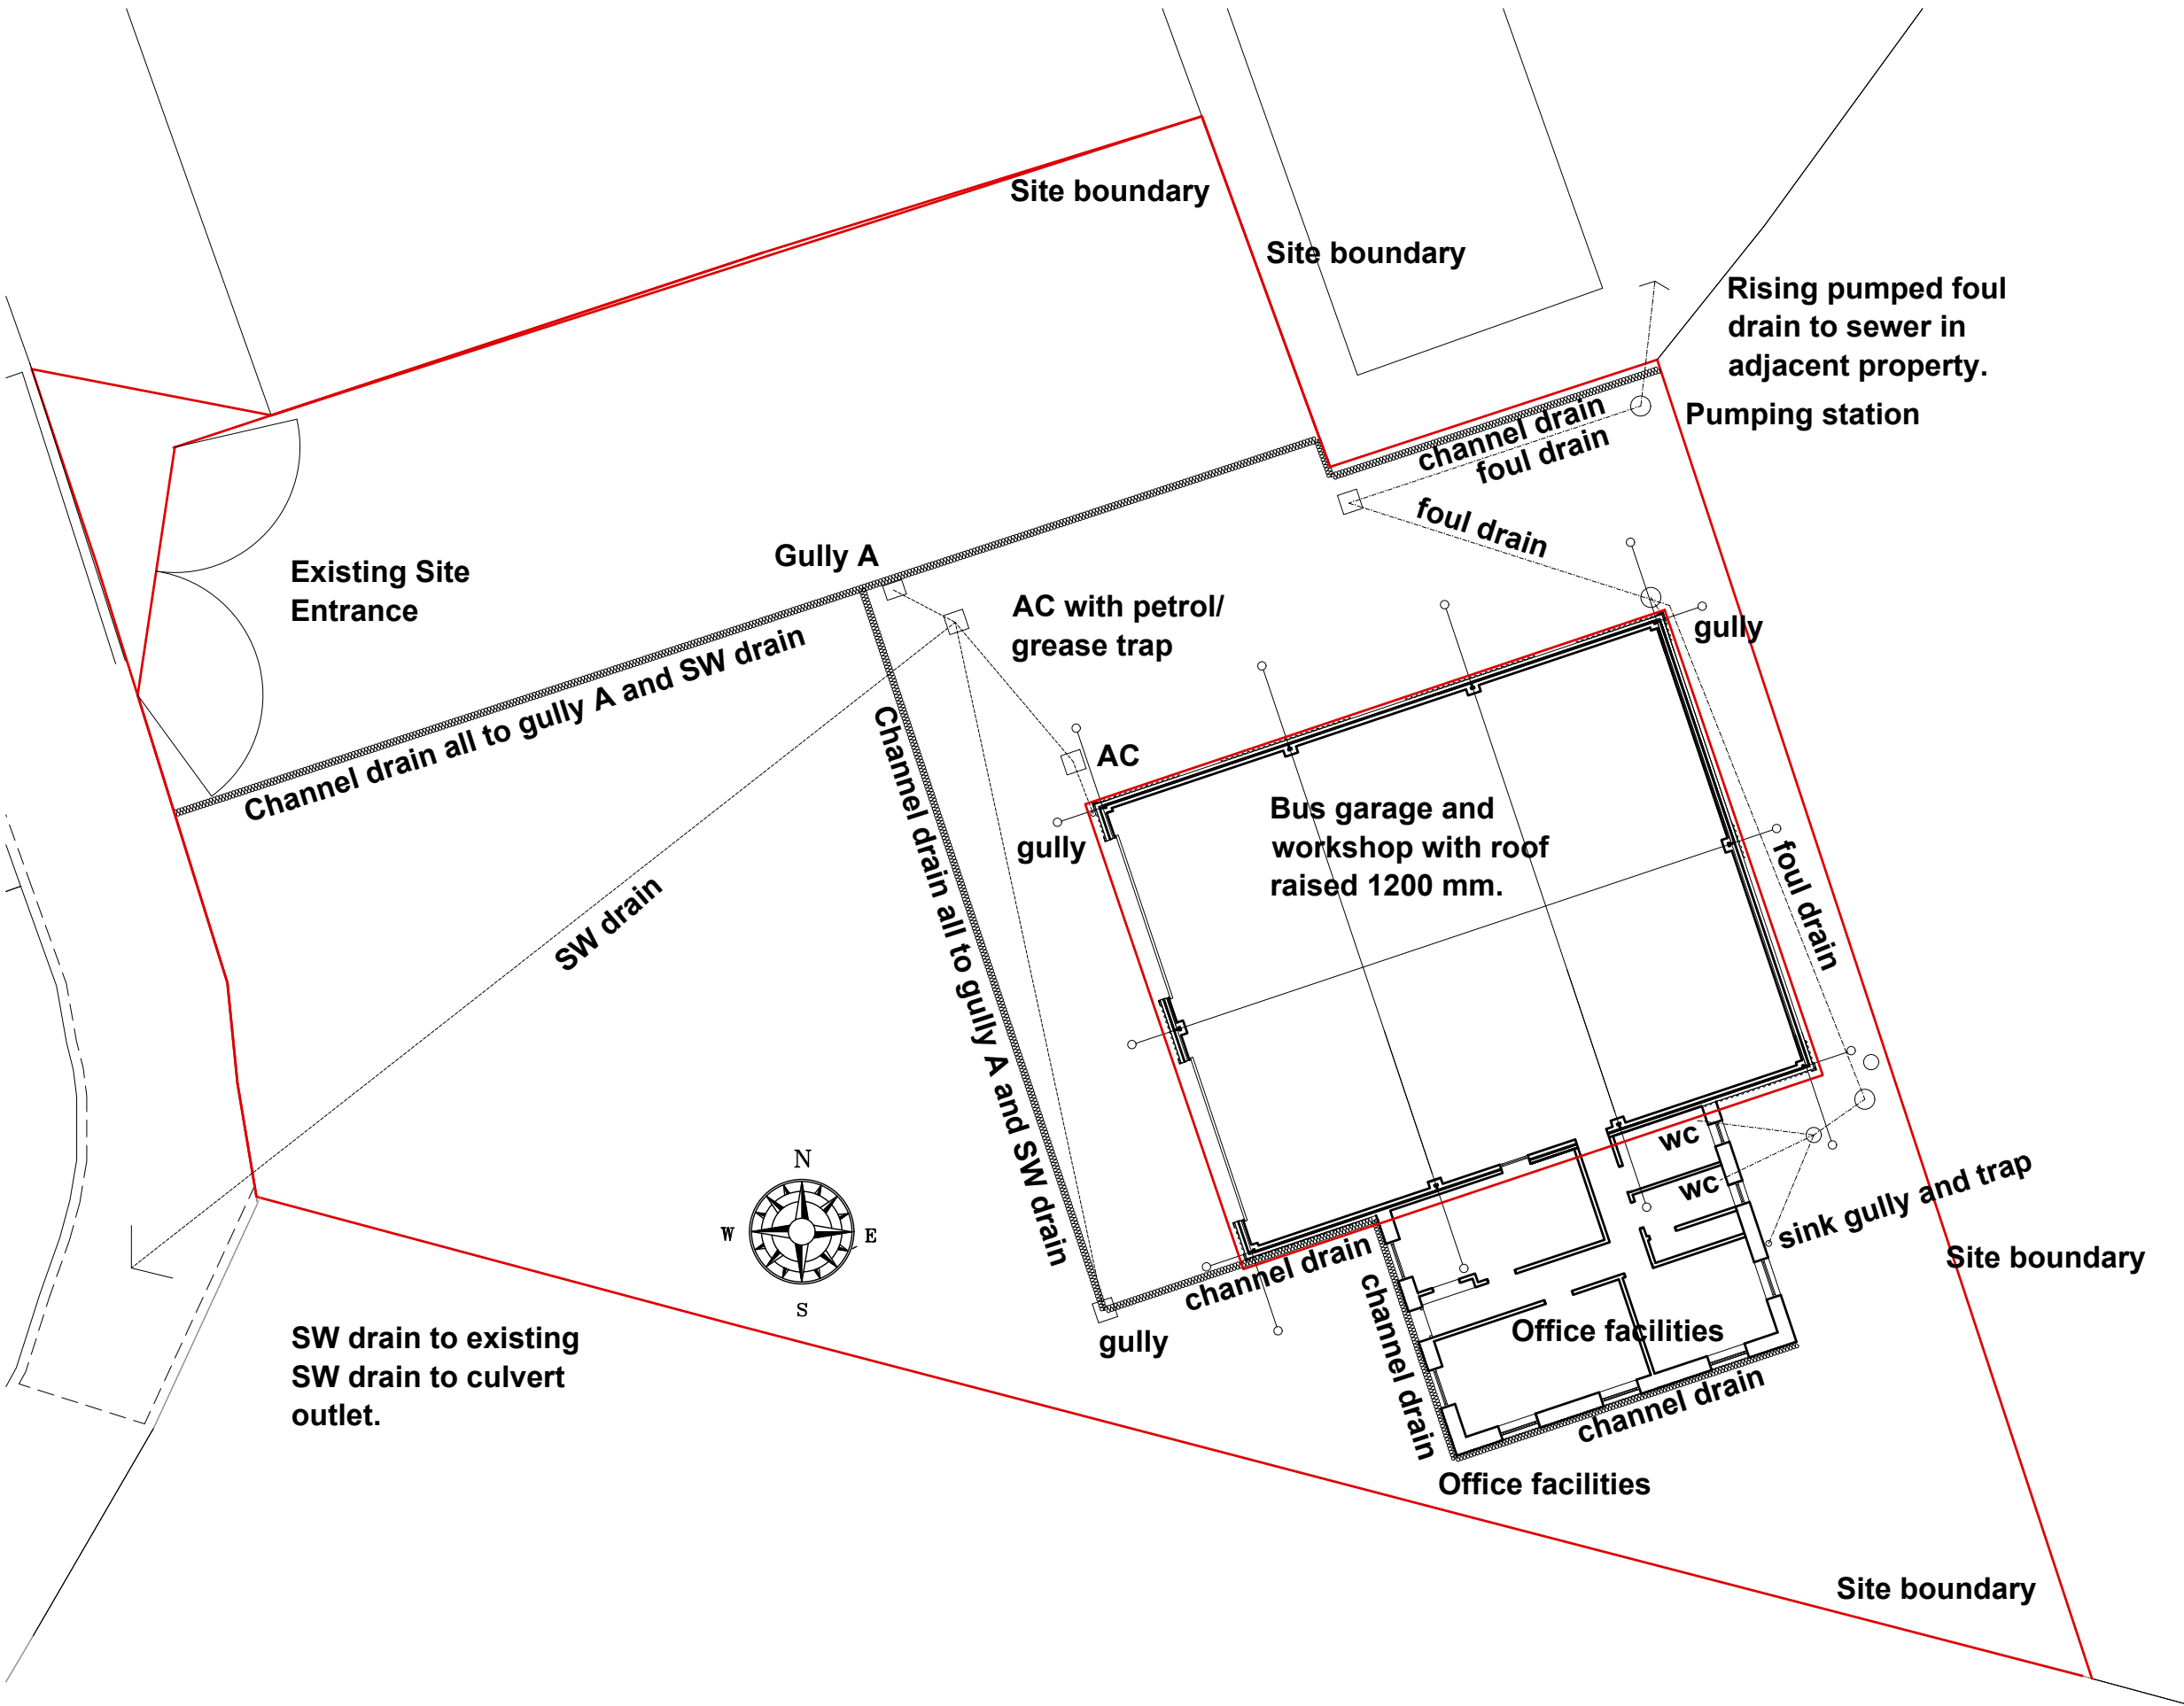 Site boundary
Site boundary
Rising pumped foul
drain to sewer in
adjacent property.
channel drain
Pumping station
foul drain
foul drain
Gully A
Existing Site
Entrance
AC with petrol/
grease trap
gully
Channel drain all to gully A and SW drain
AC
Channel drain all to gully A and SW drain
Bus garage and
workshop with roof
raised 1200 mm.
gully
foul drain
SW drain
wc
wc
N
W
E
S
sink gully and trap
Site boundary
channel drain
channel drain
gully
Office facilities
SW drain to existing
SW drain to culvert
outlet.
channel drain
Office facilities
Site boundary